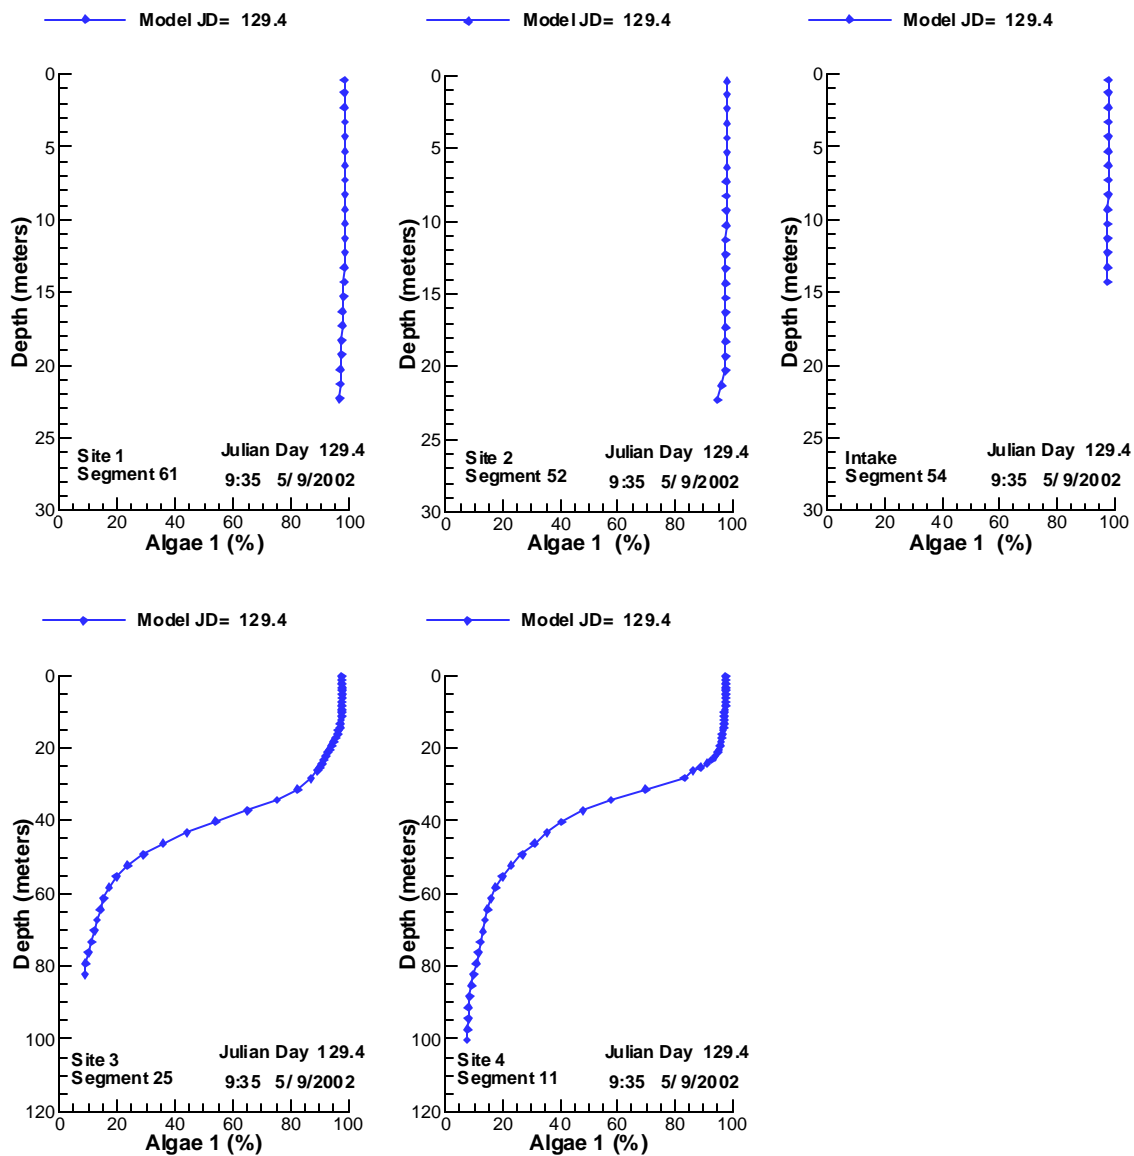 Model JD= 129.4
0
5
10
15
20
25
30
Depth (meters)
Site 1
Segment 61
Julian Day 129.4
9:35 5/ 9/2002
0 20 40 60 80 100
Algae 1 (%)
Model JD= 129.4
0
5
10
15
20
25
30
Depth (meters)
Site 2
Segment 52
Julian Day 129.4
9:35 5/ 9/2002
0 20 40 60 80 100
Algae 1 (%)
Model JD= 129.4
0
5
10
15
20
25
30
Depth (meters)
Intake
Segment 54
Julian Day 129.4
9:35 5/ 9/2002
0 20 40 60 80 100
Algae 1 (%)
Model JD= 129.4
0
20
40
60
80
100
120
Depth (meters)
Site 3
Segment 25
Julian Day 129.4
9:35 5/ 9/2002
0 20 40 60 80 100
Algae 1 (%)
Model JD= 129.4
0
20
40
60
80
100
120
Depth (meters)
Site 4
Segment 11
Julian Day 129.4
9:35 5/ 9/2002
0 20 40 60 80 100
Algae 1 (%)